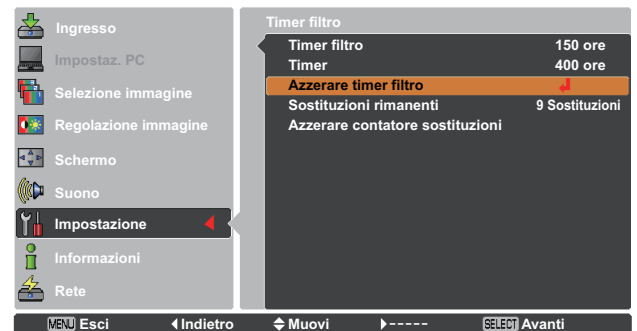 Ingresso
Impostaz. PC
Selezione immagine
Regolazione immagine
Schermo
Suono
Impostazione
Informazioni
Rete
Timer filtro
Timer filtro 150 ore
Timer 400 ore
Azzerare timer filtro
Sostituzioni rimanenti 9 Sostituzioni
Azzerare contatore sostituzioni
MENU Esci Indietro Muovi ----- SELECT Avanti